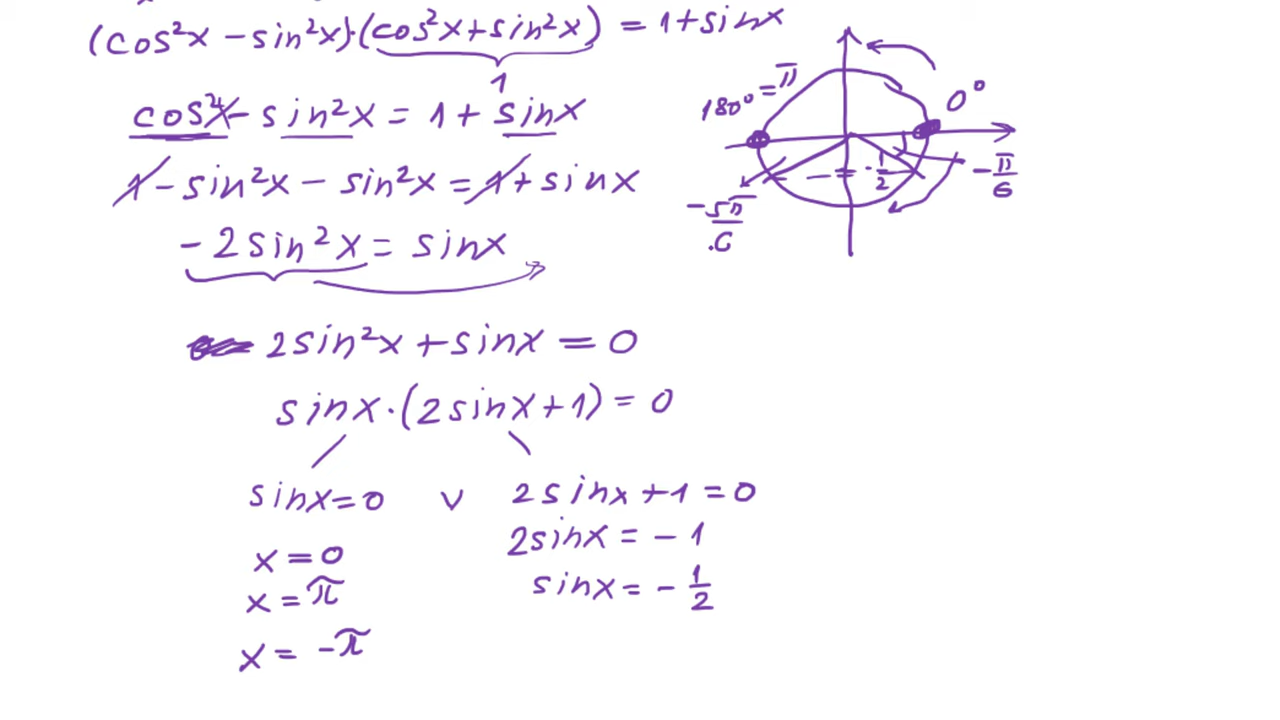 (cos²x - sin²x)·(cos²x + sin²x) = 1 + sinx
1
cos²x - sin²x = 1 + sinx
1 - sin²x - sin²x = 1 + sinx
-2sin²x = sinx
2sin²x + sinx = 0
sinx·(2sinx + 1) = 0
sinx = 0 v 2sinx + 1 = 0
x = 0 2sinx = -1
x = π sinx = -1/2
x = -π
180° = π
0°
-1/2
-π/6
-5π/6